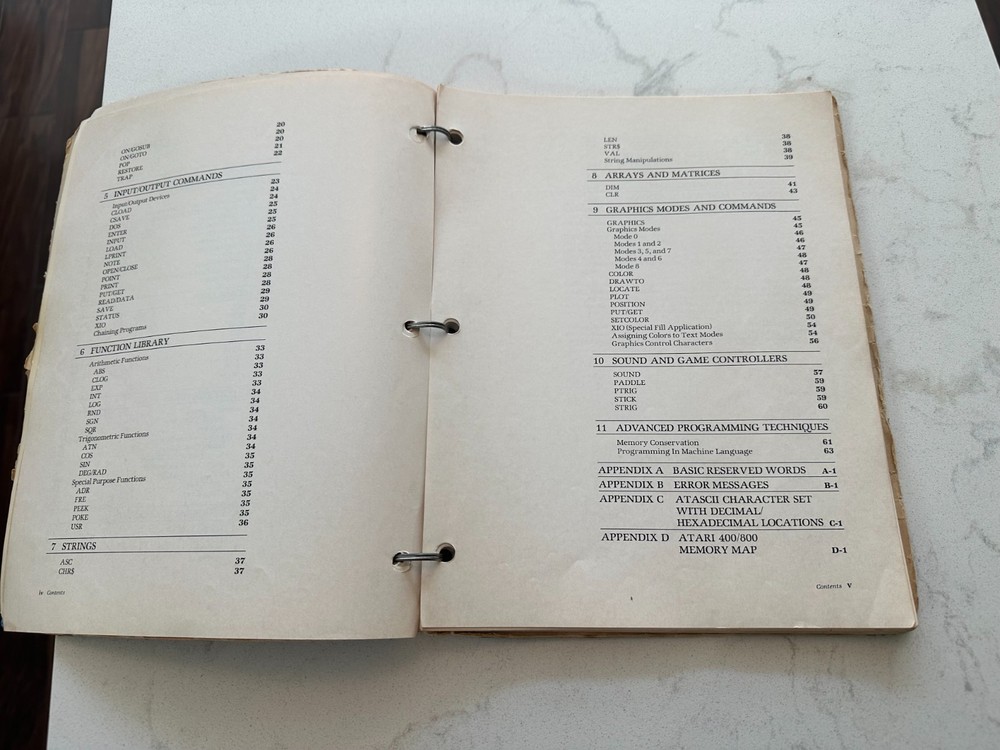 ON/GOSUB 20
ON/GOTO 20
POP 20
RESTORE 21
TRAP 22
5 INPUT/OUTPUT COMMANDS
Input/Output Devices 23
CLOAD 24
CSAVE 24
DOS 25
ENTER 25
INPUT 25
LOAD 26
LPRINT 26
NOTE 26
OPEN/CLOSE 26
POINT 28
PRINT 28
PUT/GET 28
READ/DATA 28
SAVE 29
STATUS 29
XIO 30
Chaining Programs 30
6 FUNCTION LIBRARY
Arithmetic Functions 33
ABS 33
CLOG 33
EXP 33
INT 33
LOG 34
RND 34
SGN 34
SQR 34
Trigonometric Functions 34
ATN 34
COS 34
SIN 35
DEG/RAD 35
Special Purpose Functions 35
ADR 35
FRE 35
PEEK 35
POKE 35
USR 36
7 STRINGS
ASC 37
CHR$ 37
iv Contents
LEN 38
STR$ 38
VAL 38
String Manipulations 39
8 ARRAYS AND MATRICES
DIM 41
CLR 43
9 GRAPHICS MODES AND COMMANDS
GRAPHICS 45
Graphics Modes 45
Mode 0 46
Modes 1 and 2 46
Modes 3, 5, and 7 47
Modes 4 and 6 48
Mode 8 47
COLOR 48
DRAWTO 48
LOCATE 48
PLOT 49
POSITION 49
PUT/GET 49
SETCOLOR 50
XIO (Special Fill Application) 54
Assigning Colors to Text Modes 54
Graphics Control Characters 56
10 SOUND AND GAME CONTROLLERS
SOUND 57
PADDLE 59
PTRIG 59
STICK 59
STRIG 60
11 ADVANCED PROGRAMMING TECHNIQUES
Memory Conservation 61
Programming In Machine Language 63
APPENDIX A BASIC RESERVED WORDS A-1
APPENDIX B ERROR MESSAGES B-1
APPENDIX C ATASCII CHARACTER SET
WITH DECIMAL/
HEXADECIMAL LOCATIONS C-1
APPENDIX D ATARI 400/800
MEMORY MAP D-1
Contents V